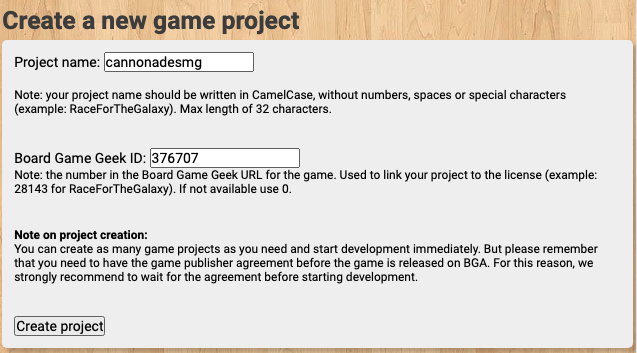 Create a new game project
Project name: cannonadesmg
Note: your project name should be written in CamelCase, without numbers, spaces or special characters
(example: RaceForTheGalaxy). Max length of 32 characters.
Board Game Geek ID: 376707
Note: the number in the Board Game Geek URL for the game. Used to link your project to the license (example:
28143 for RaceForTheGalaxy). If not available use 0.
Note on project creation:
You can create as many game projects as you need and start development immediately. But please remember
that you need to have the game publisher agreement before the game is released on BGA. For this reason, we
strongly recommend to wait for the agreement before starting development.
Create project